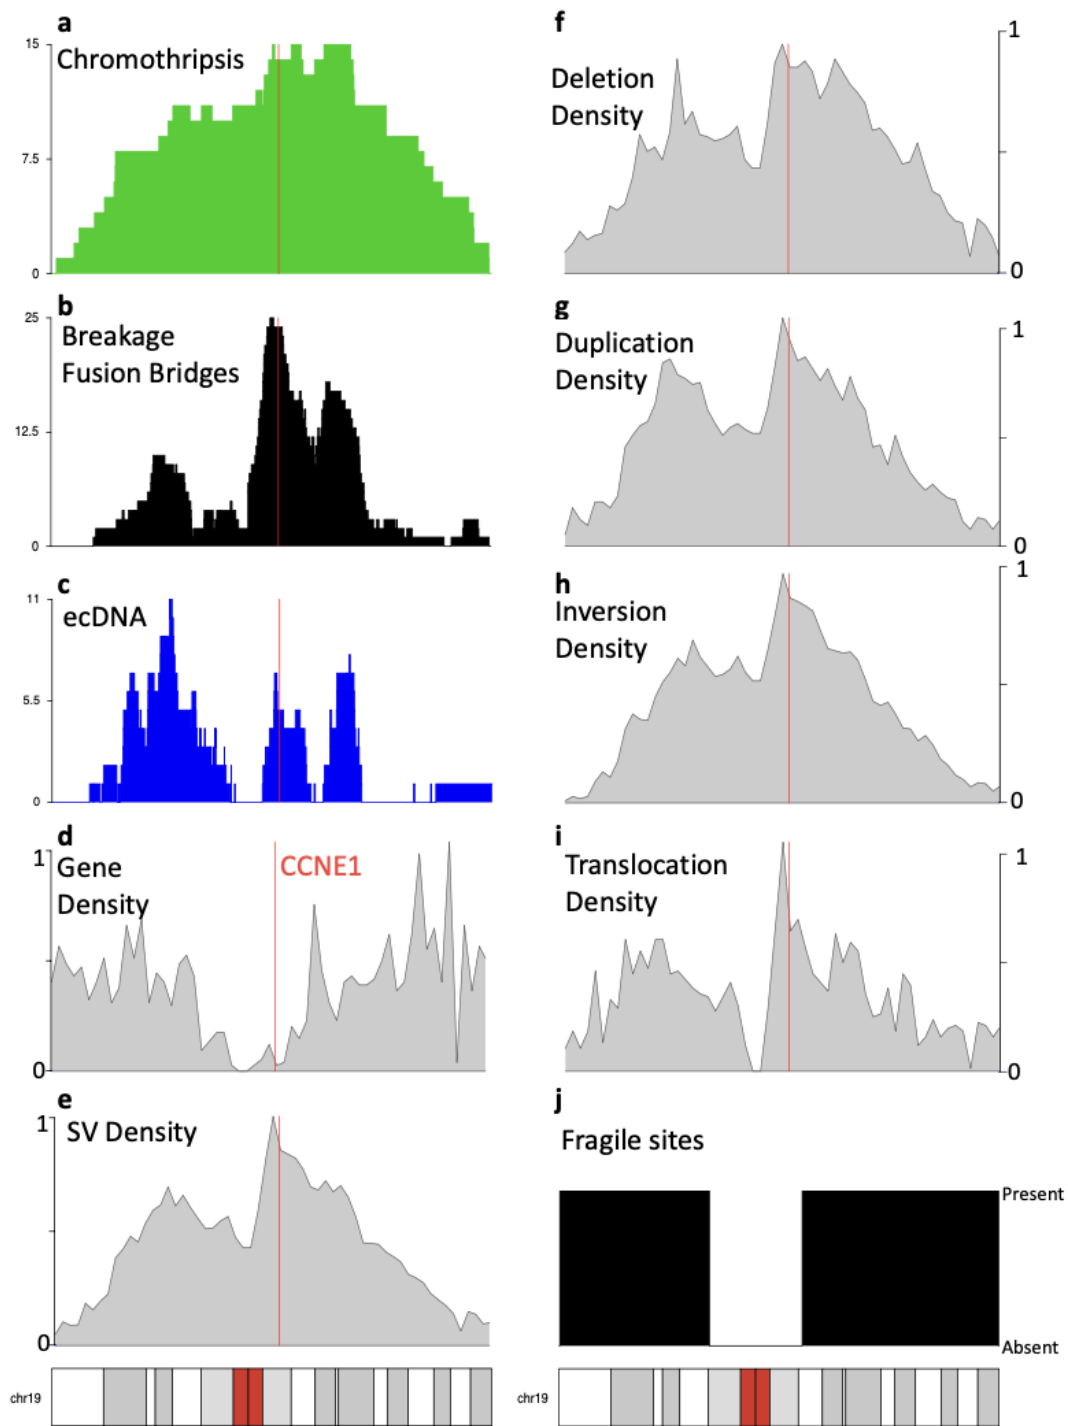 a
Chromothripsis
15
7.5
0
b
Breakage
Fusion Bridges
25
12.5
0
c
ecDNA
11
5.5
0
d
Gene
Density
CCNE1
1
0
e
SV Density
1
0
chr19
f
Deletion
Density
1
0
g
Duplication
Density
1
0
h
Inversion
Density
1
0
i
Translocation
Density
1
0
j
Fragile sites
Present
Absent
chr19